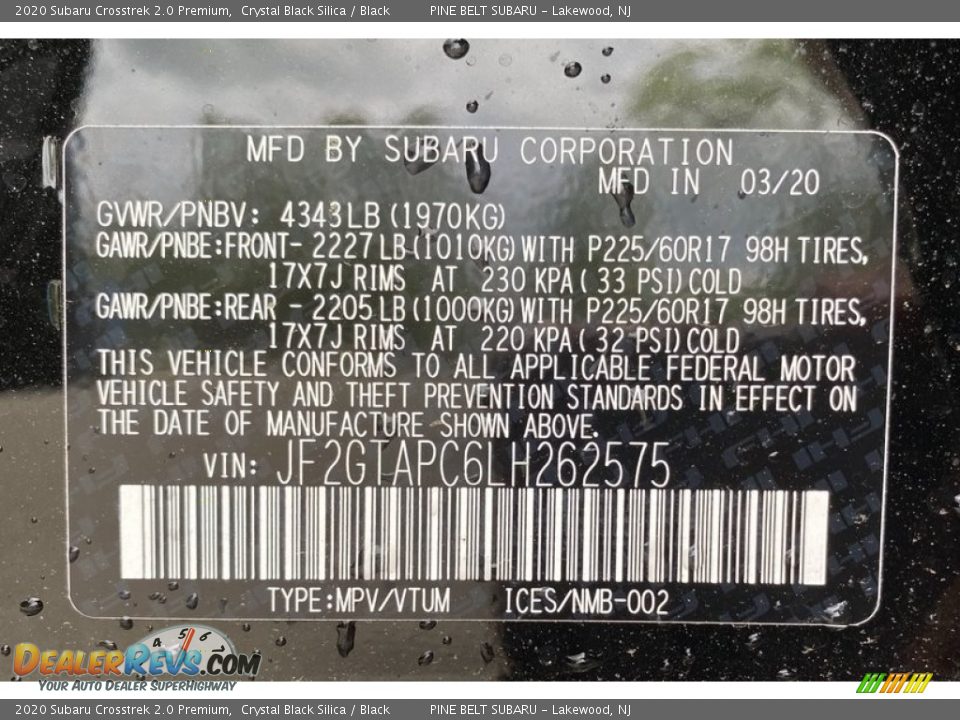 2020 Subaru Crosstrek 2.0 Premium, Crystal Black Silica / Black PINE BELT SUBARU - Lakewood, NJ
MFD BY SUBARU CORPORATION
MFD IN 03/20
GVWR/PNBV: 4343LB (1970KG)
GAWR/PNBE:FRONT- 2227 LB (1010KG) WITH P225/60R17 98H TIRES,
17X7J RIMS AT 230 KPA ( 33 PSI) COLD
GAWR/PNBE:REAR - 2205 LB (1000KG) WITH P225/60R17 98H TIRES,
17X7J RIMS AT 220 KPA ( 32 PSI) COLD
THIS VEHICLE CONFORMS TO ALL APPLICABLE FEDERAL MOTOR
VEHICLE SAFETY AND THEFT PREVENTION STANDARDS IN EFFECT ON
THE DATE OF MANUFACTURE SHOWN ABOVE.
VIN: JF2GTAPC6LH262575
TYPE:MPV/VTUM ICES/NMB-002
4 5 6
DEALERREVS.COM
YOUR AUTO DEALER SUPERHIGHWAY
2020 Subaru Crosstrek 2.0 Premium, Crystal Black Silica / Black PINE BELT SUBARU - Lakewood, NJ